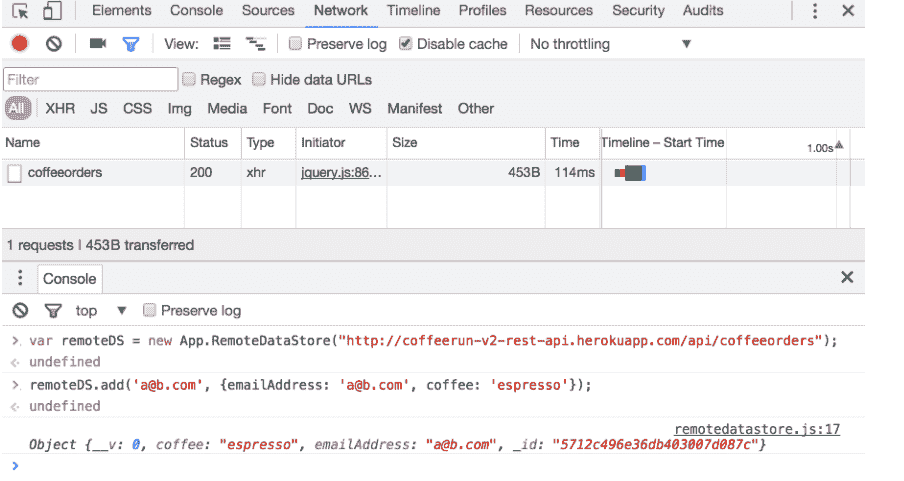 Elements Console Sources Network Timeline Profiles Resources Security Audits
View: Preserve log Disable cache No throttling
Filter Regex Hide data URLs
All XHR JS CSS Img Media Font Doc WS Manifest Other
Name Status Type Initiator Size Time Timeline – Start Time 1.00s
coffeeorders 200 xhr jquery.js:86... 453B 114ms
1 requests | 453B transferred
Console
top Preserve log
> var remoteDS = new App.RemoteDataStore("http://coffeerun-v2-rest-api.herokuapp.com/api/coffeeorders");
undefined
> remoteDS.add('a@b.com', {emailAddress: 'a@b.com', coffee: 'espresso'});
undefined
remotedatastore.js:17
Object {__v: 0, coffee: "espresso", emailAddress: "a@b.com", _id: "5712c496e36db403007d087c"}
>